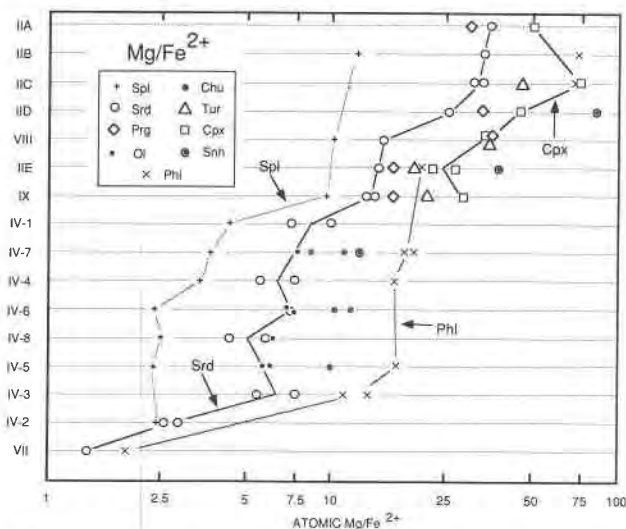 Mg/Fe2+
Spl
Srd
Prg
Ol
Phl
Chu
Tur
Cpx
Snh
IIA
IIB
IIC
IID
VIII
IIE
IX
IV-1
IV-7
IV-4
IV-6
IV-8
IV-5
IV-3
IV-2
VII
Spl
Cpx
Phl
Srd
1 2.5 5 7.5 10 25 50 75 100
ATOMIC Mg/Fe 2+